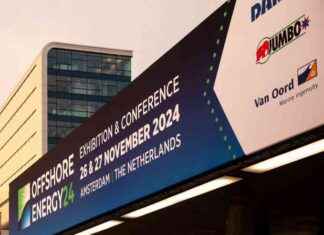 OFFSHORE
ENERGY24
EXHIBITION & CONFERENCE
26 & 27 NOVEMBER 2024
AMSTERDAM | THE NETHERLANDS
JUMBO
Van Oord
Marine ingenuity